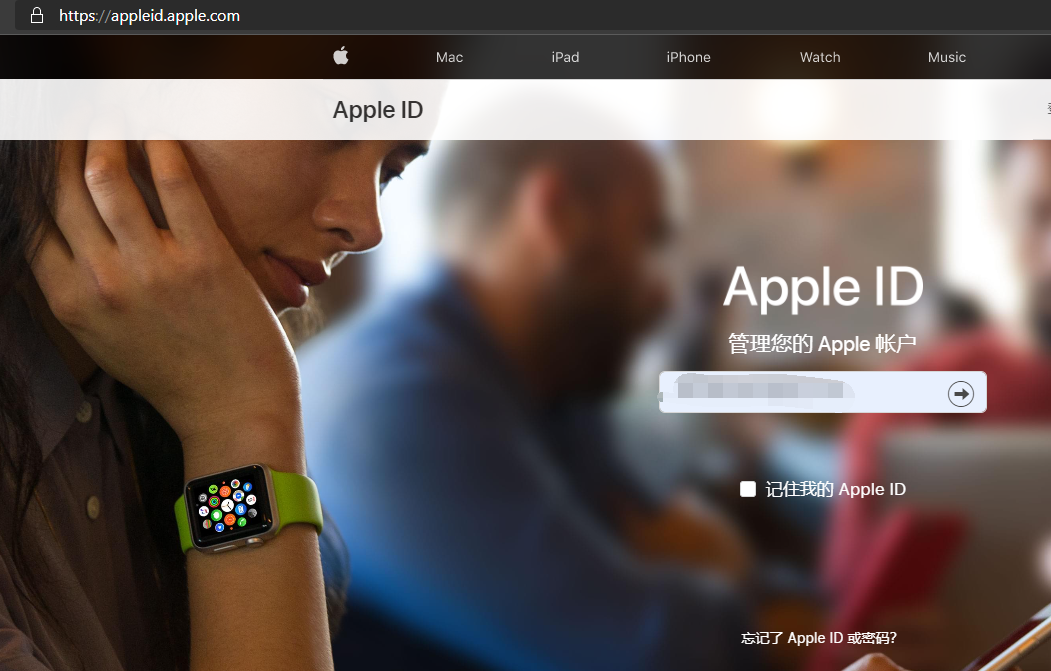 https://appleid.apple.com
Mac iPad iPhone Watch Music
Apple ID
Apple ID
管理您的 Apple 帐户
记住我的 Apple ID
忘记了 Apple ID 或密码?